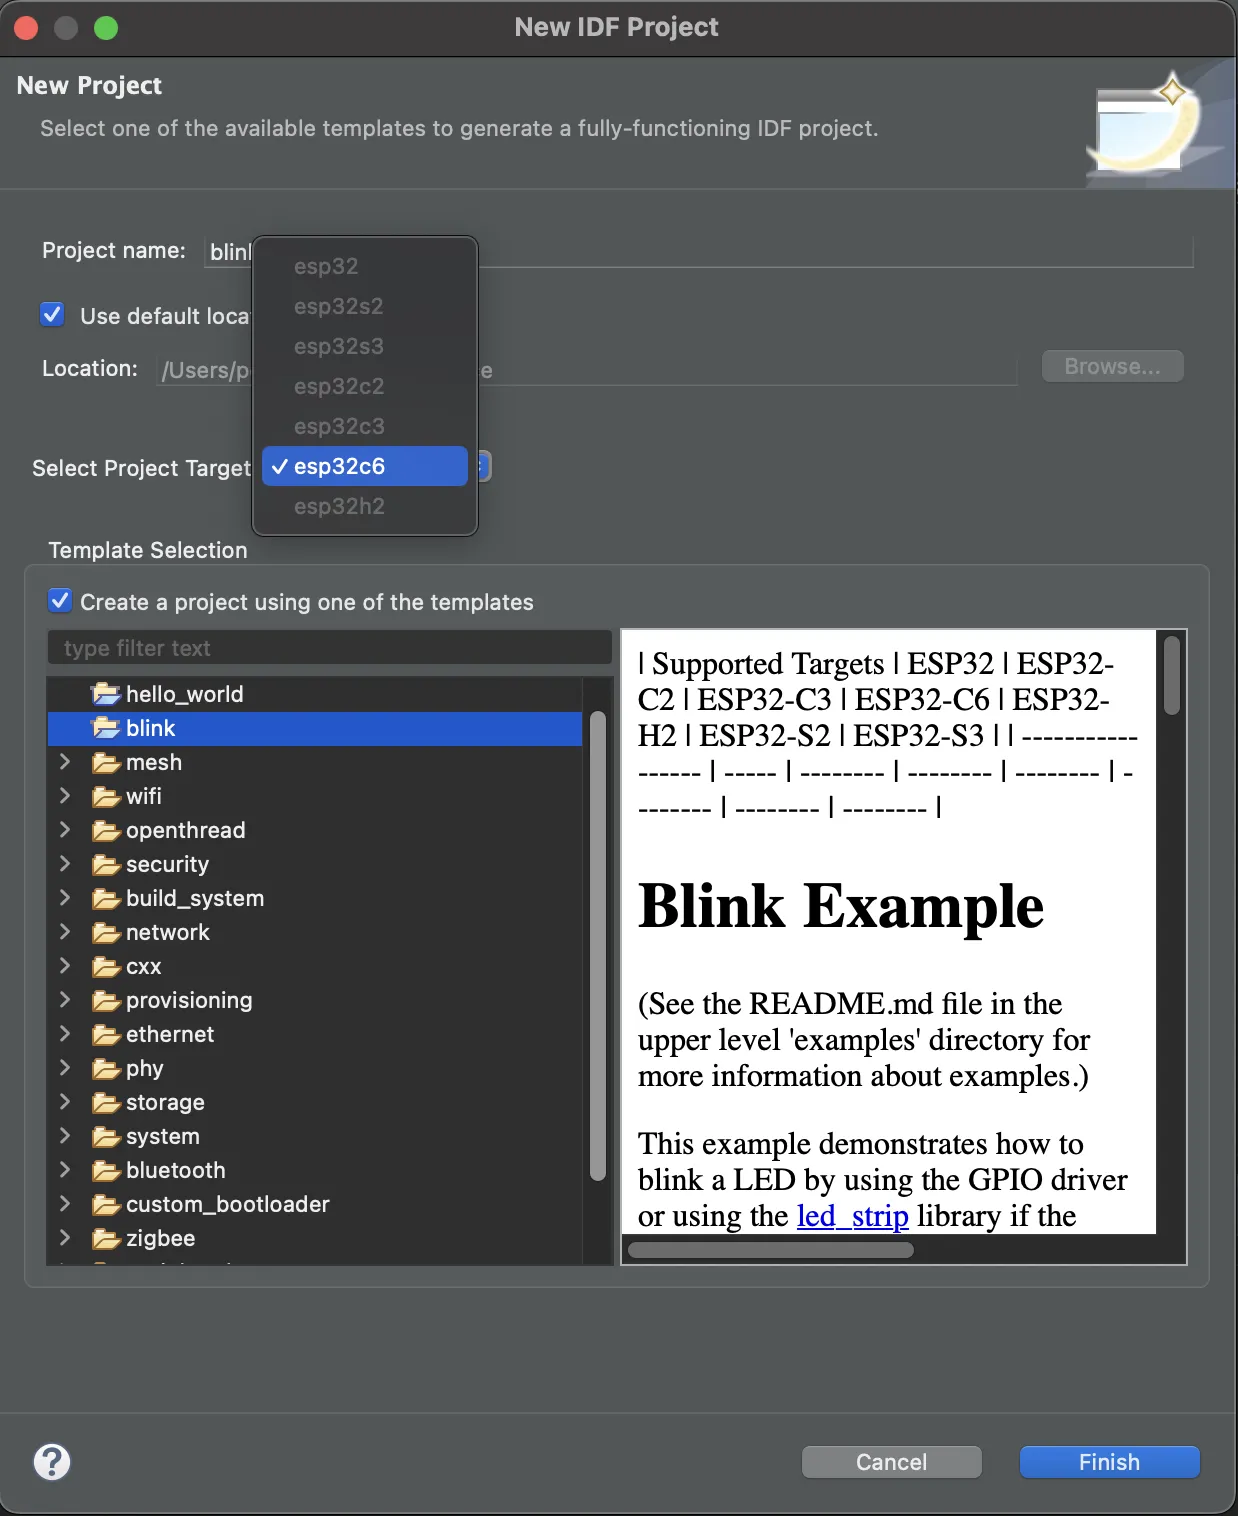 New IDF Project
New Project
Select one of the available templates to generate a fully-functioning IDF project.
Project name:
esp32
esp32s2
Use default
esp32s3
Location: /Users/
Browse...
esp32c2
esp32c3
Select Project Target
✓ esp32c6
esp32h2
Template Selection
Create a project using one of the templates
type filter text
hello_world
blink
mesh
wifi
openthread
security
build_system
network
cxx
provisioning
ethernet
phy
storage
system
bluetooth
custom_bootloader
zigbee
| Supported Targets | ESP32 | ESP32-
C2 | ESP32-C3 | ESP32-C6 | ESP32-
H2 | ESP32-S2 | ESP32-S3 | | -----------
------ | ----- | -------- | -------- | -------- | -
------- | -------- | -------- |
Blink Example
(See the README.md file in the
upper level 'examples' directory for
more information about examples.)
This example demonstrates how to
blink a LED by using the GPIO driver
or using the led_strip library if the
?
Cancel
Finish